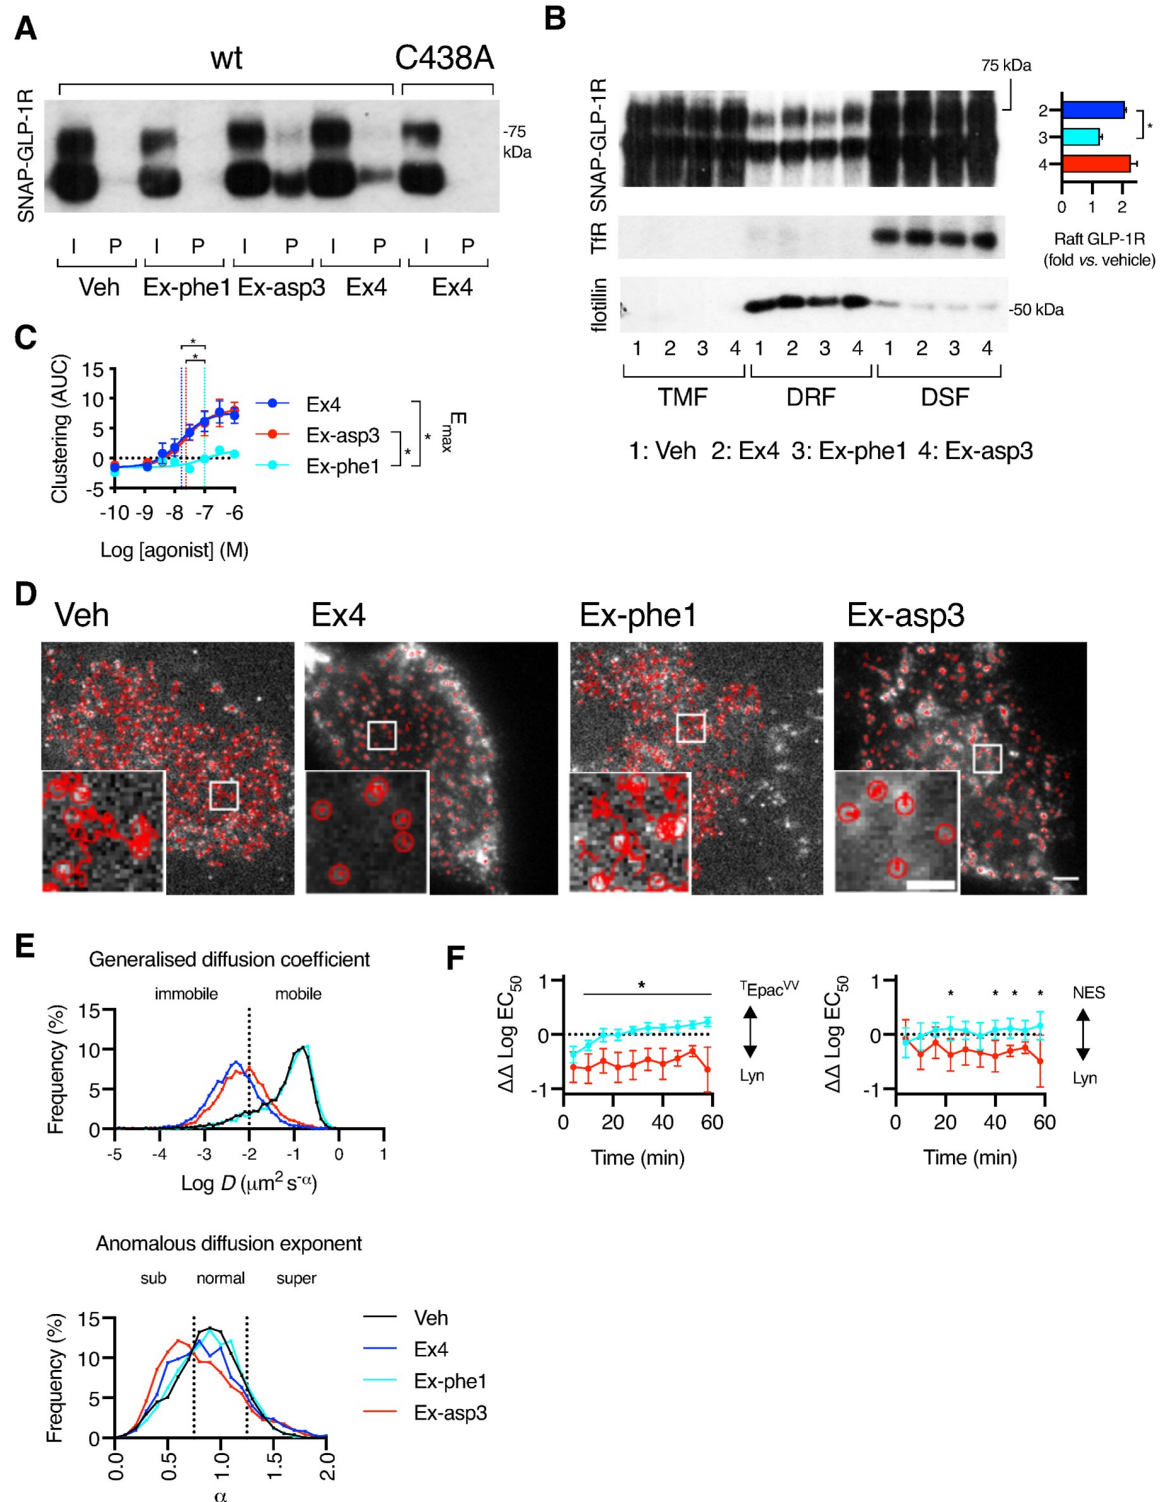 A
wt
C438A
SNAP-GLP-1R
-75
kDa
I P I P I P I P I P
Veh Ex-phe1 Ex-asp3 Ex4 Ex4
B
75 kDa
SNAP-GLP-1R
TfR
flotillin
-50 kDa
1 2 3 4 1 2 3 4 1 2 3 4
TMF DRF DSF
1: Veh 2: Ex4 3: Ex-phe1 4: Ex-asp3
2
3
4
*
0 1 2
Raft GLP-1R
(fold vs. vehicle)
C
Clustering (AUC)
15
10
5
0
-5
*
*
-10 -9 -8 -7 -6
Log [agonist] (M)
Ex4
Ex-asp3
Ex-phe1
*
*
Emax
D
Veh Ex4 Ex-phe1 Ex-asp3
E
Generalised diffusion coefficient
immobile mobile
Frequency (%)
15
10
5
0
-5 -4 -3 -2 -1 0 1
Log D (μm² s⁻ᵅ)
Anomalous diffusion exponent
sub normal super
Frequency (%)
15
10
5
0
0.0 0.5 1.0 1.5 2.0
α
Veh
Ex4
Ex-phe1
Ex-asp3
F
ΔΔ Log EC50
1
0
-1
*
0 20 40 60
Time (min)
ᵀEpacⱽⱽ
Lyn
ΔΔ Log EC50
1
0
-1
* * * *
0 20 40 60
Time (min)
NES
Lyn